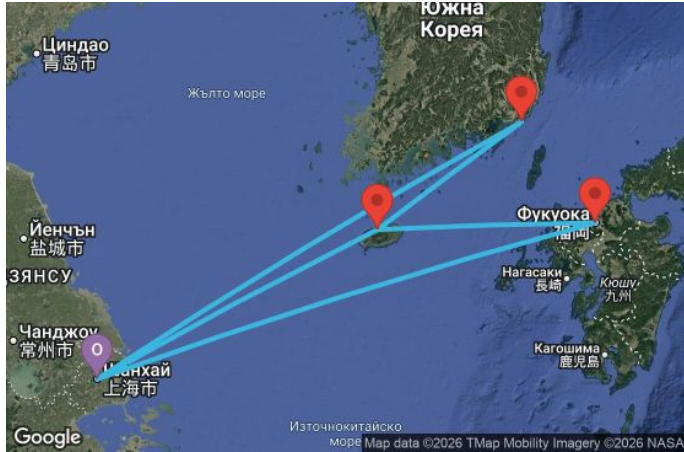 Южна
Корея
Циндао
青岛市
Жълто море
Фукуока
福岡
Йенчън
盐城市
Нагасаки
長崎
Кюшу
九州
ДЗЯНСУ
Чанджоу
常州市
O
Шанхай
上海市
Кагошима
鹿児島
Източнокитайско
море
Google
Map data ©2026 TMap Mobility Imagery ©2026 NASA